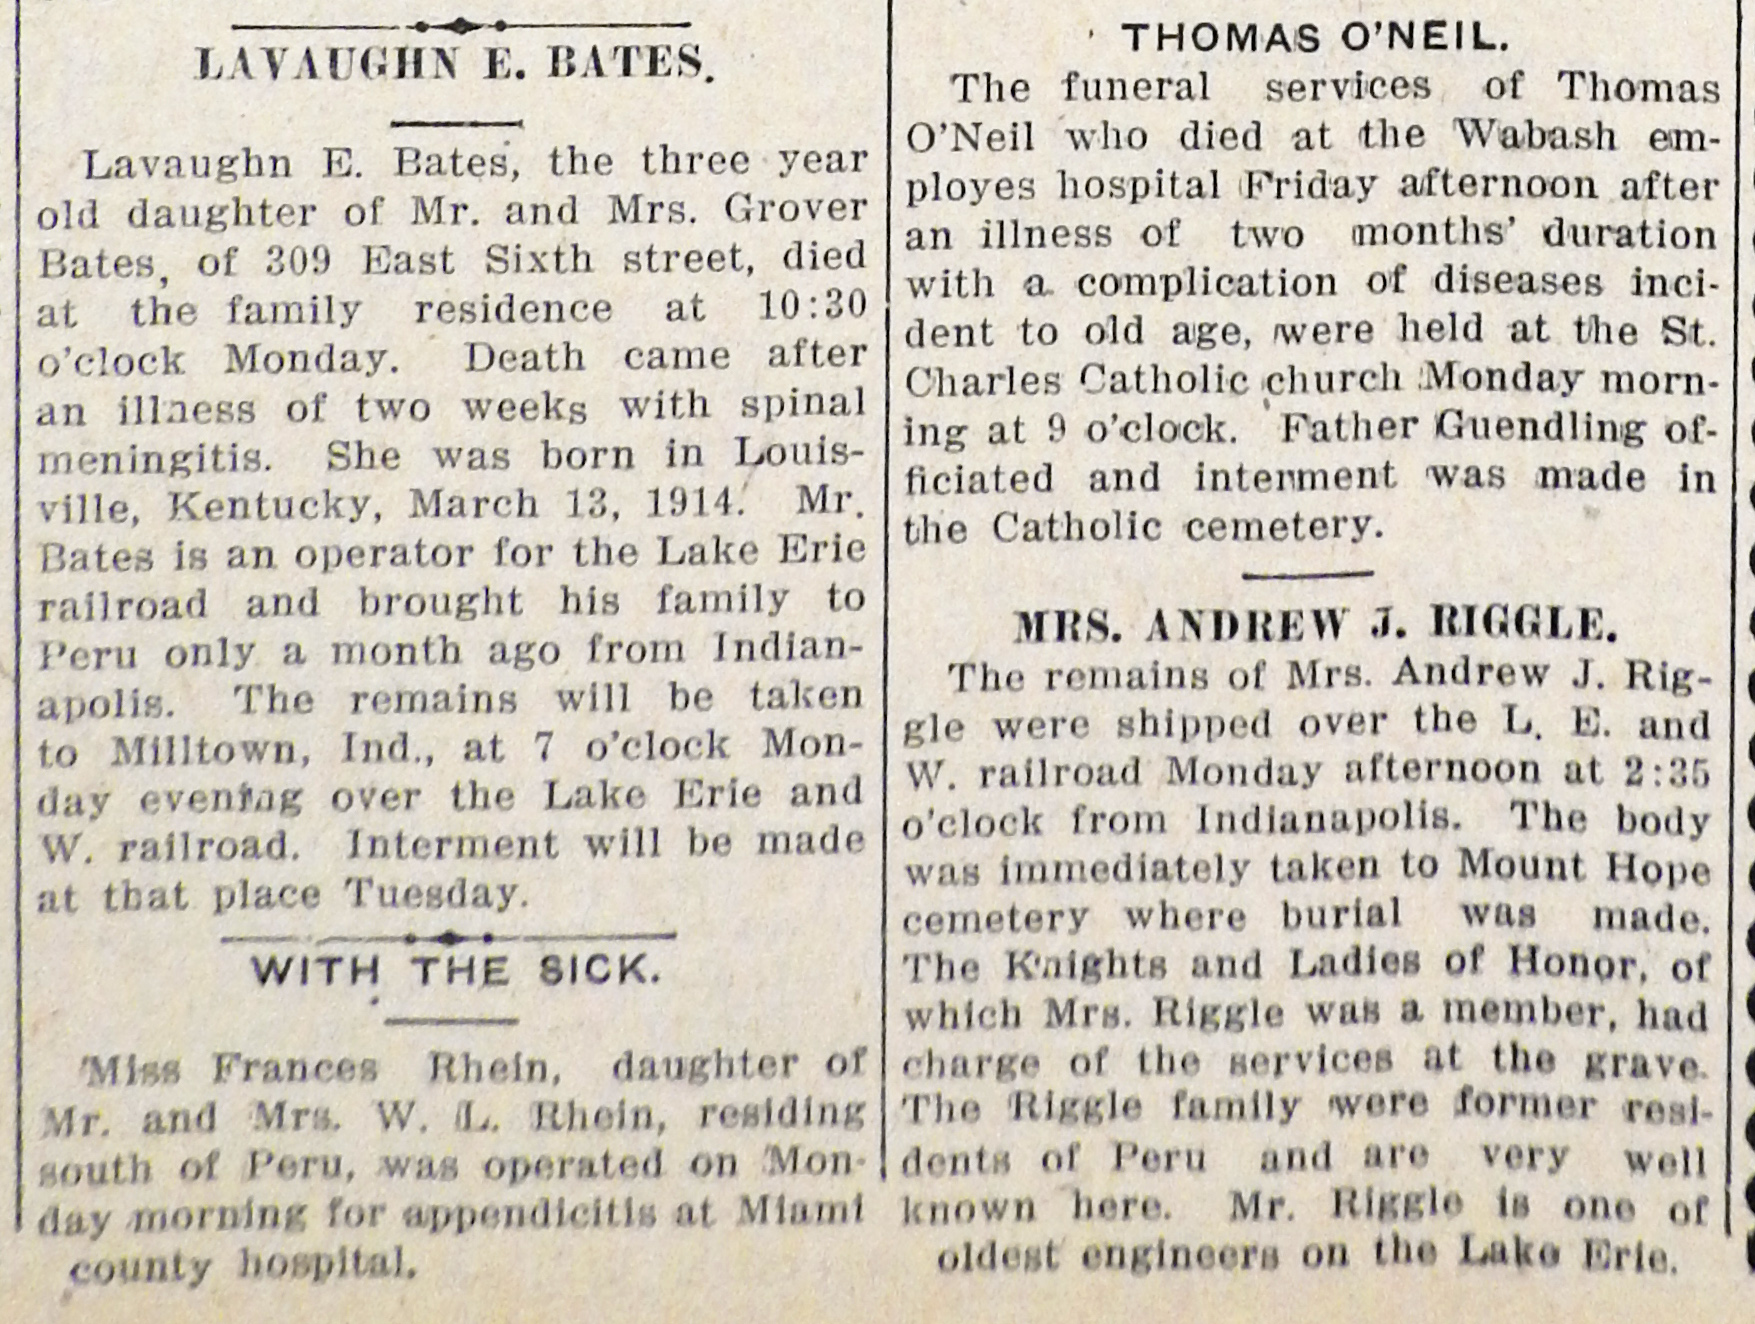 LAVAUGHN E. BATES.
Lavaughn E. Bates, the three year
old daughter of Mr. and Mrs. Grover
Bates, of 309 East Sixth street, died
at the family residence at 10:30
o'clock Monday. Death came after
an illness of two weeks with spinal
meningitis. She was born in Louis-
ville, Kentucky, March 13, 1914. Mr.
Bates is an operator for the Lake Erie
railroad and brought his family to
Peru only a month ago from Indian-
apolis. The remains will be taken
to Milltown, Ind., at 7 o'clock Mon-
day evening over the Lake Erie and
W. railroad. Interment will be made
at that place Tuesday.
WITH THE SICK.
Miss Frances Rhein, daughter of
Mr. and Mrs. W. L. Rhein, residing
south of Peru, was operated on Mon-
day morning for appendicitis at Miami
county hospital.
THOMAS O'NEIL.
The funeral services of Thomas
O'Neil who died at the Wabash em-
ployes hospital Friday afternoon after
an illness of two months' duration
with a complication of diseases inci-
dent to old age, were held at the St.
Charles Catholic church Monday morn-
ing at 9 o'clock. Father Guendling of-
ficiated and interment was made in
the Catholic cemetery.
MRS. ANDREW J. RIGGLE.
The remains of Mrs. Andrew J. Rig-
gle were shipped over the L. E. and
W. railroad Monday afternoon at 2:35
o'clock from Indianapolis. The body
was immediately taken to Mount Hope
cemetery where burial was made.
The Knights and Ladies of Honor, of
which Mrs. Riggle was a member, had
charge of the services at the grave.
The Riggle family were former resi-
dents of Peru and are very well
known here. Mr. Riggle is one of
oldest engineers on the Lake Erie.